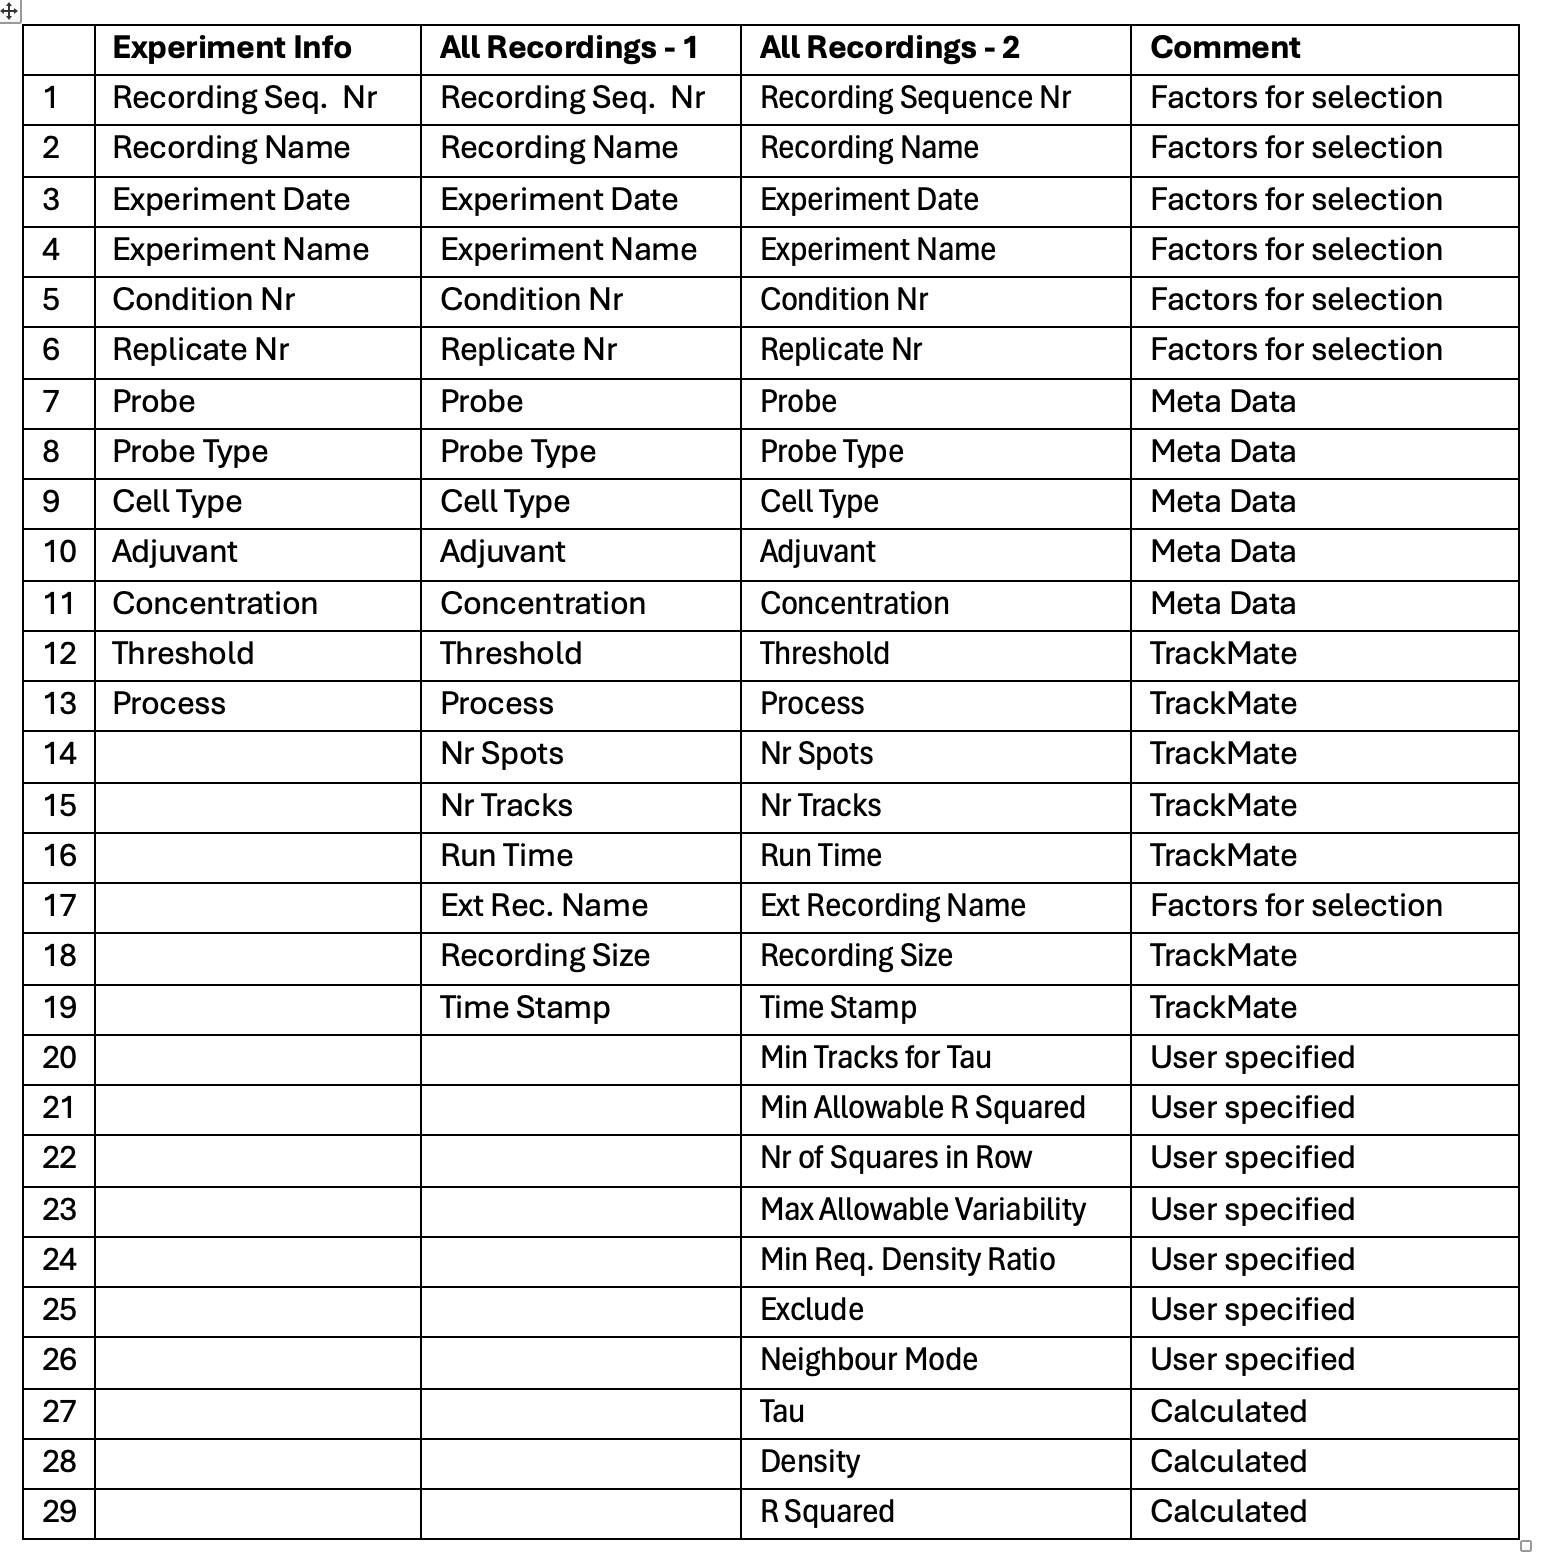 Experiment Info All Recordings - 1 All Recordings - 2 Comment
1 Recording Seq.  Nr Recording Seq.  Nr Recording Sequence Nr Factors for selection
2 Recording Name Recording Name Recording Name Factors for selection
3 Experiment Date Experiment Date Experiment Date Factors for selection
4 Experiment Name Experiment Name Experiment Name Factors for selection
5 Condition Nr Condition Nr Condition Nr Factors for selection
6 Replicate Nr Replicate Nr Replicate Nr Factors for selection
7 Probe Probe Probe Meta Data
8 Probe Type Probe Type Probe Type Meta Data
9 Cell Type Cell Type Cell Type Meta Data
10 Adjuvant Adjuvant Adjuvant Meta Data
11 Concentration Concentration Concentration Meta Data
12 Threshold Threshold Threshold TrackMate
13 Process Process Process TrackMate
14 Nr Spots Nr Spots TrackMate
15 Nr Tracks Nr Tracks TrackMate
16 Run Time Run Time TrackMate
17 Ext Rec. Name Ext Recording Name Factors for selection
18 Recording Size Recording Size TrackMate
19 Time Stamp Time Stamp TrackMate
20 Min Tracks for Tau User specified
21 Min Allowable R Squared User specified
22 Nr of Squares in Row User specified
23 Max Allowable Variability User specified
24 Min Req. Density Ratio User specified
25 Exclude User specified
26 Neighbour Mode User specified
27 Tau Calculated
28 Density Calculated
29 R Squared Calculated